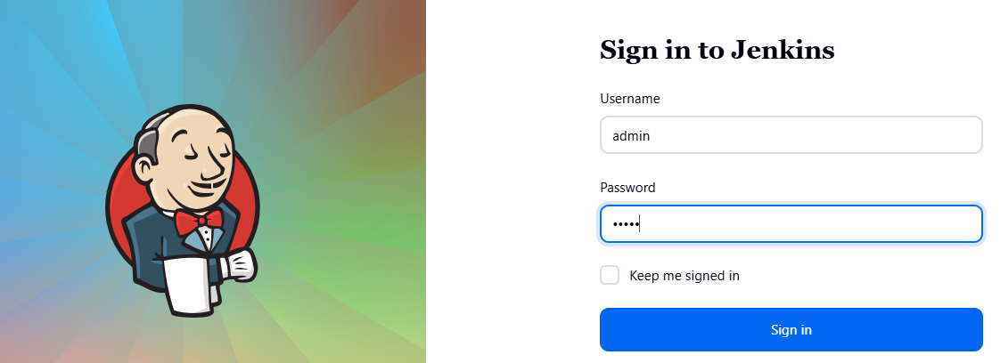 Sign in to Jenkins
Username
admin
Password
•••••
Keep me signed in
Sign in